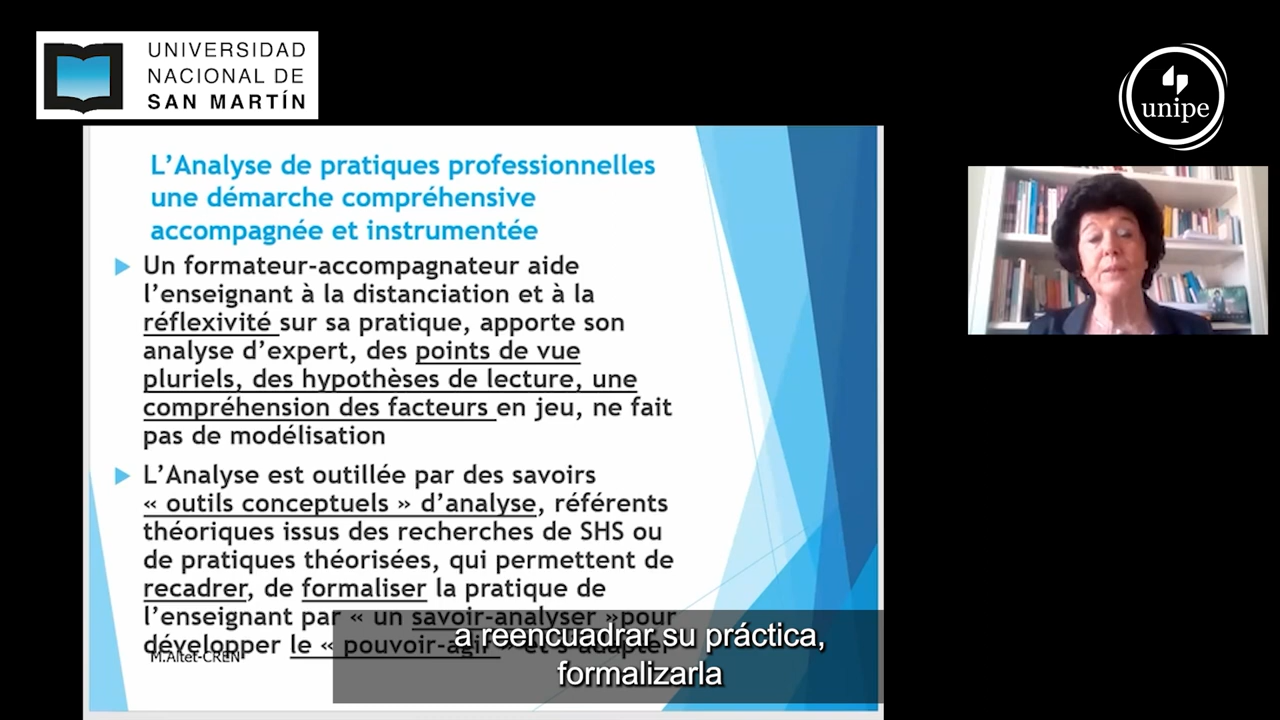 UNIVERSIDAD
NACIONAL DE
SAN MARTÍN
unipe
L’Analyse de pratiques professionnelles
une démarche compréhensive
accompagnée et instrumentée
Un formateur-accompagnateur aide
l’enseignant à la distanciation et à la
réflexivité sur sa pratique, apporte son
analyse d’expert, des points de vue
pluriels, des hypothèses de lecture, une
compréhension des facteurs en jeu, ne fait
pas de modélisation
L’Analyse est outillée par des savoirs
« outils conceptuels » d’analyse, référents
théoriques issus des recherches de SHS ou
de pratiques théorisées, qui permettent de
recadrer, de formaliser la pratique de
l’enseignant par « un savoir-analyser »pour
développer le « pouvoir-agir » et s’adapter
M.Altet-CREN
a reencuadrar su práctica,
formalizarla